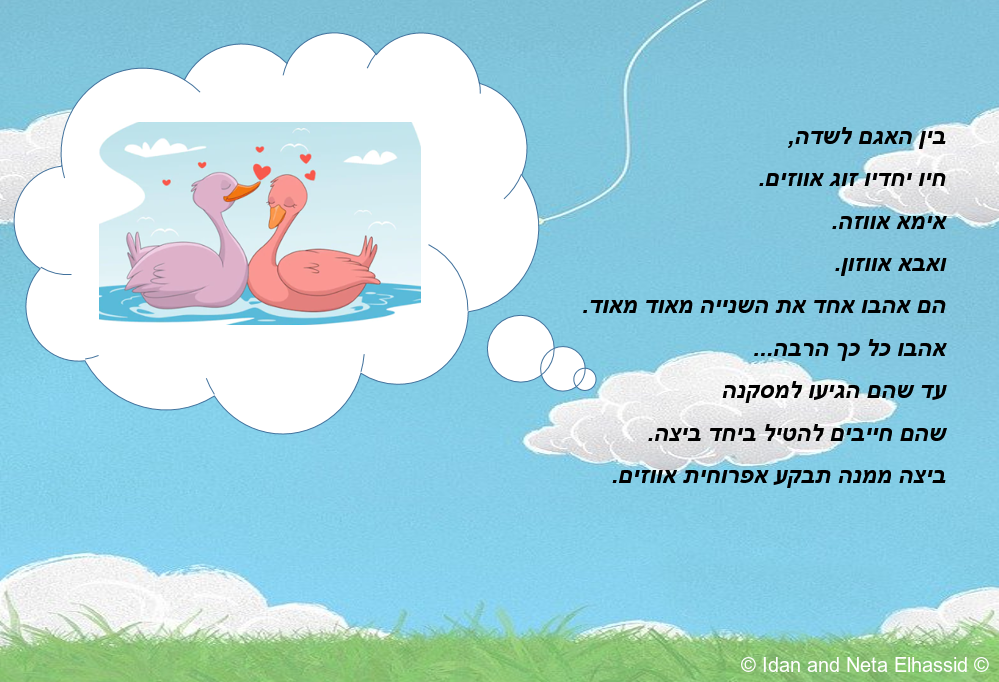 בין האגם לשדה,
חיו יחדיו זוג אווזים.
אימא אווזה.
ואבא אווזון.
הם אהבו אחד את השנייה מאוד מאוד.
אהבו כל כך הרבה...
עד שהם הגיעו למסקנה
שהם חייבים להטיל ביחד ביצה.
ביצה ממנה תבקע אפרוחית אווזים.
© Idan and Neta Elhassid ©